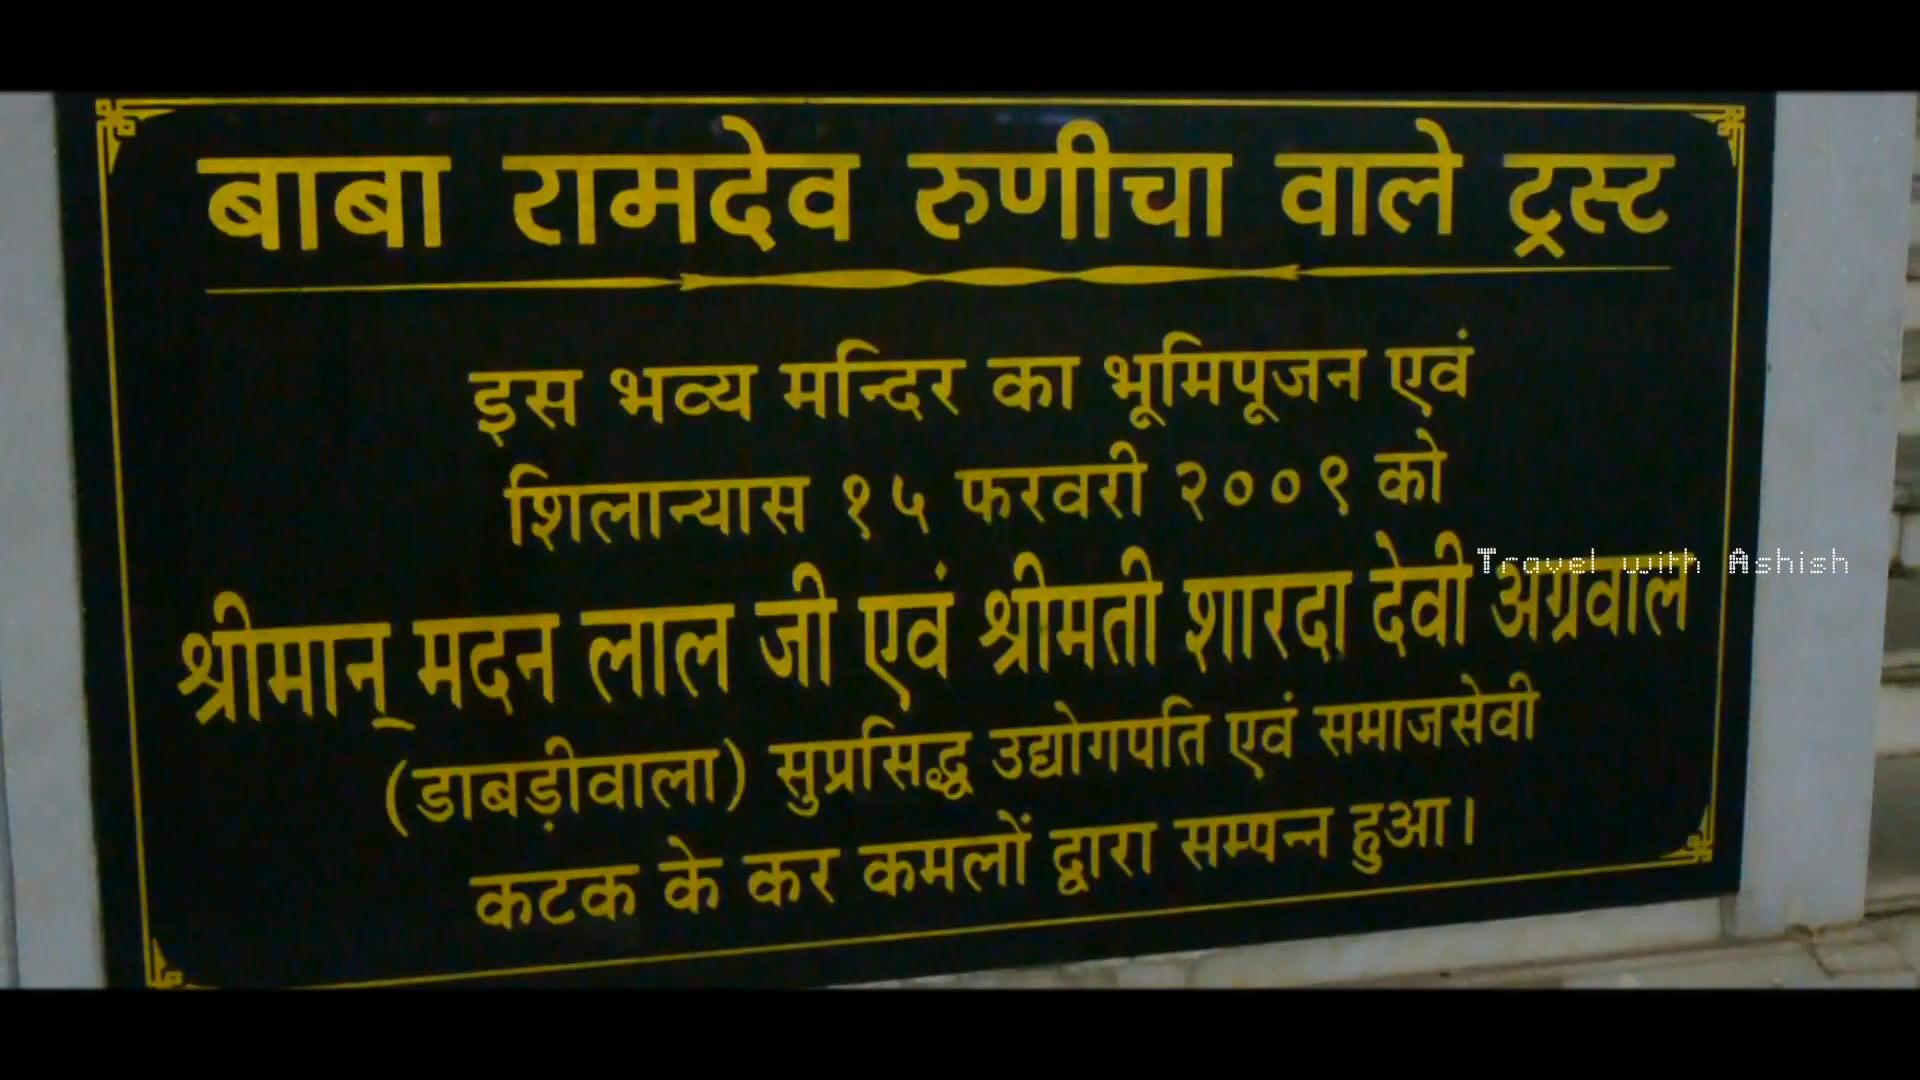 बाबा रामदेव रुणीचा वाले ट्रस्ट
इस भव्य मन्दिर का भूमिपूजन एवं
शिलान्यास १५ फरवरी २००९ को
श्रीमान् मदन लाल जी एवं श्रीमती शारदा देवी अग्रवाल
(डाबड़ीवाला) सुप्रसिद्ध उद्योगपति एवं समाजसेवी
कटक के कर कमलों द्वारा सम्पन्न हुआ।
Travel with Ashish